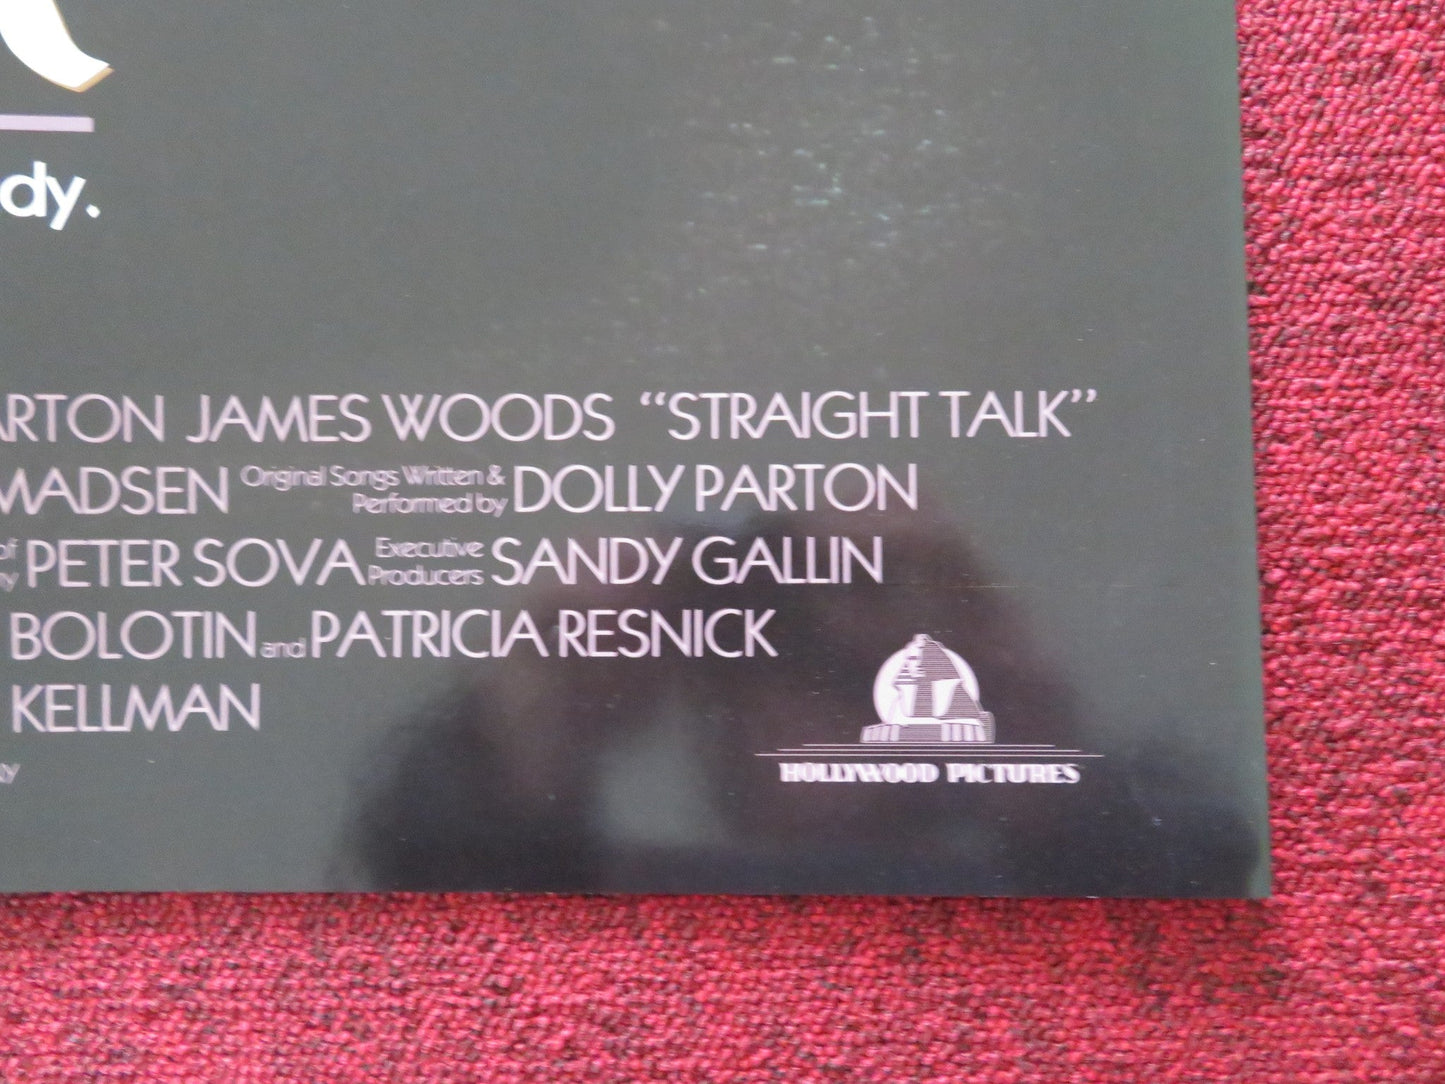 dy.
ARTON JAMES WOODS “STRAIGHT TALK”
MADSEN Original Songs Written & Performed by DOLLY PARTON
of PETER SOVA Executive Producers SANDY GALLIN
BOLOTIN and PATRICIA RESNICK
KELLMAN
HOLLYWOOD PICTURES